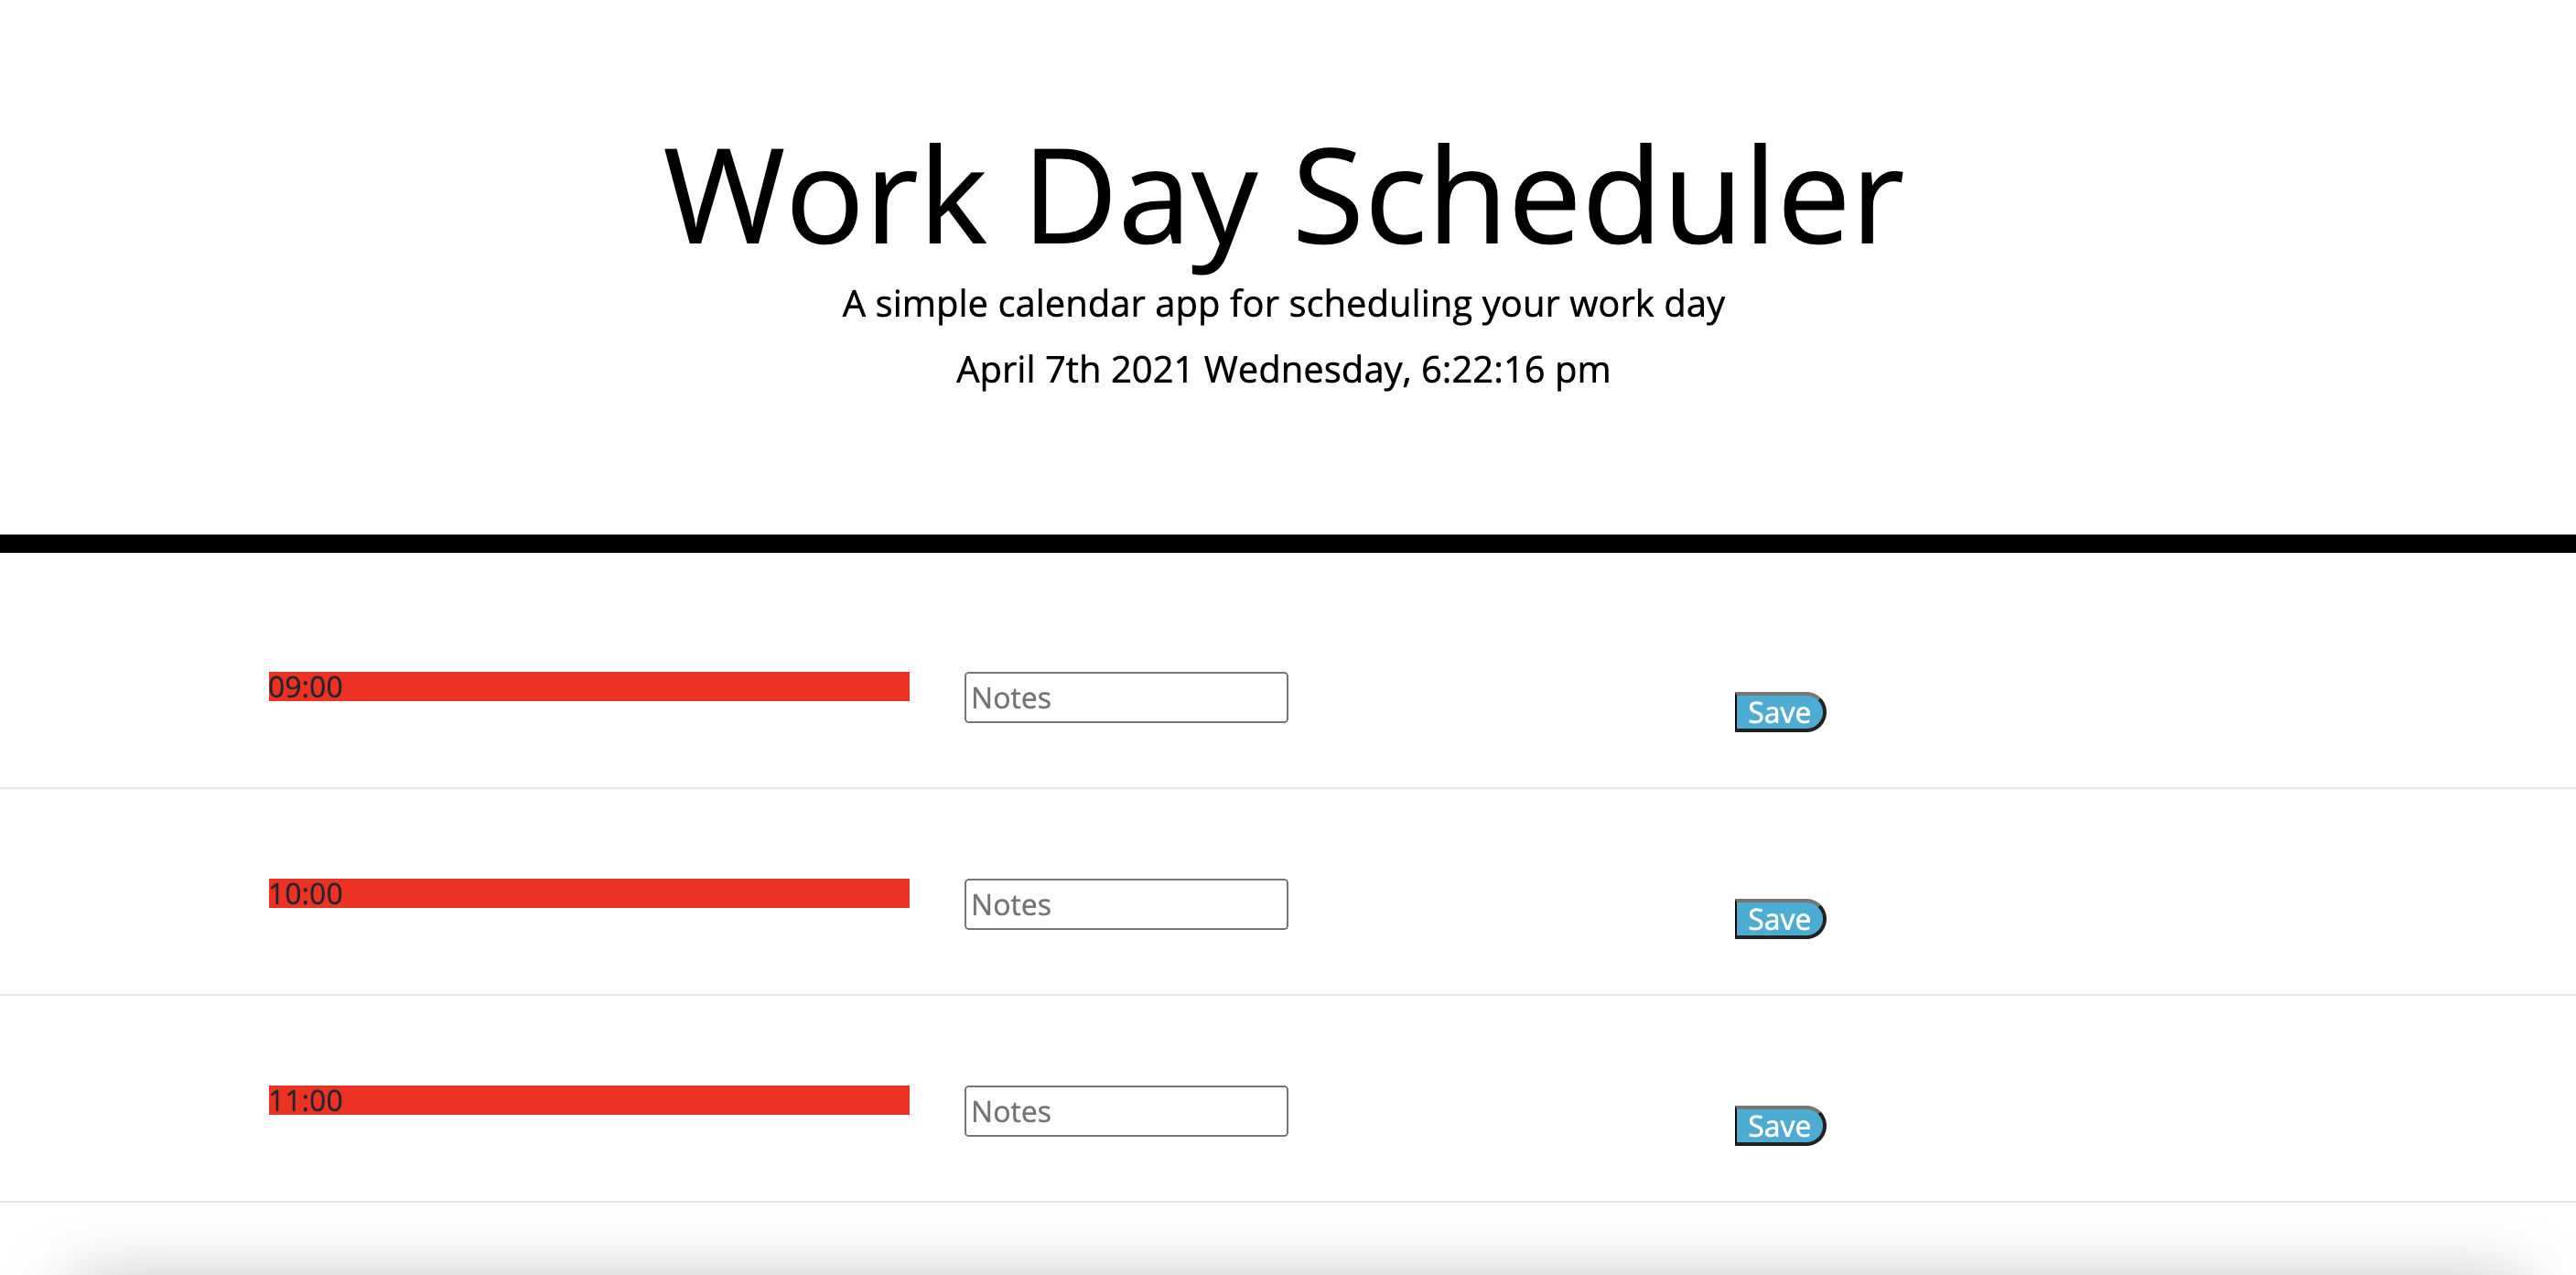 Work Day Scheduler
A simple calendar app for scheduling your work day
April 7th 2021 Wednesday, 6:22:16 pm
09:00 Notes Save
10:00 Notes Save
11:00 Notes Save